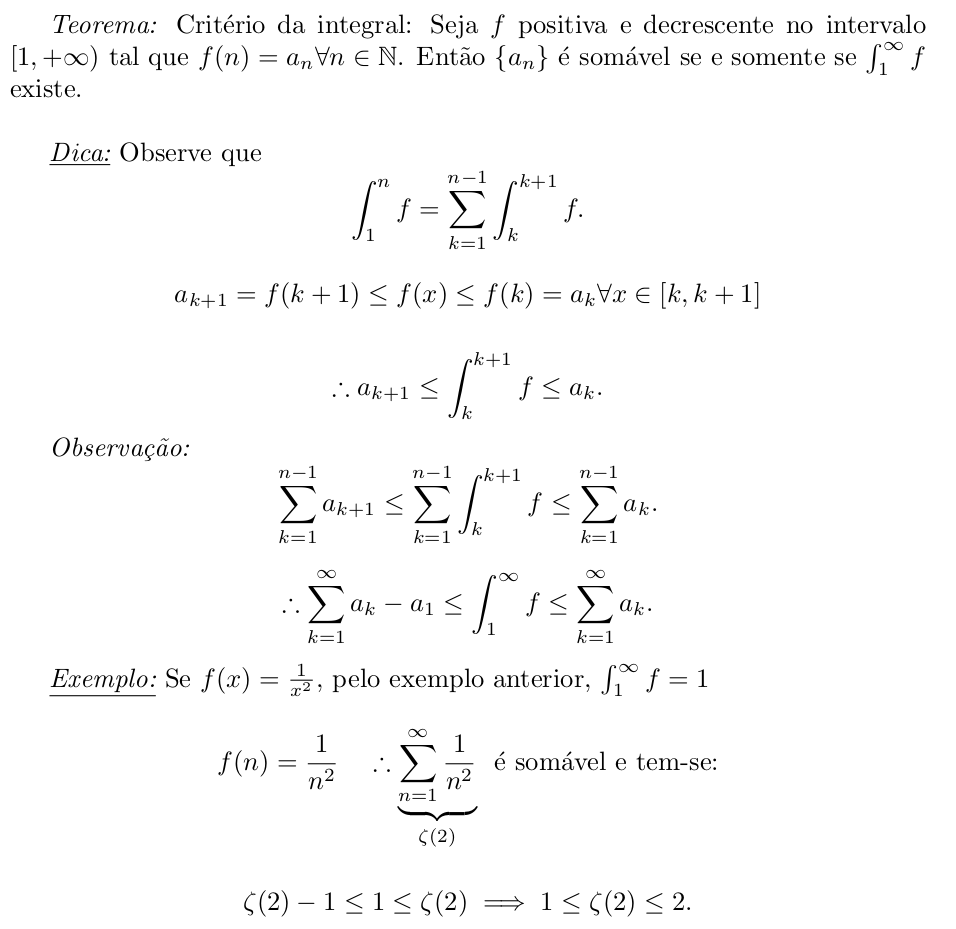 Teorema: Critério da integral: Seja $f$ positiva e decrescente no intervalo
$[1, +\infty)$ tal que $f(n) = a_n \forall n \in \mathbb{N}$. Então $\{a_n\}$ é somável se e somente se $\int_1^\infty f$
existe.
Dica: Observe que
$$\int_1^n f = \sum_{k=1}^{n-1} \int_k^{k+1} f.$$
$$a_{k+1} = f(k+1) \leq f(x) \leq f(k) = a_k \forall x \in [k, k+1]$$
$$\therefore a_{k+1} \leq \int_k^{k+1} f \leq a_k.$$
Observação:
$$\sum_{k=1}^{n-1} a_{k+1} \leq \sum_{k=1}^{n-1} \int_k^{k+1} f \leq \sum_{k=1}^{n-1} a_k.$$
$$\therefore \sum_{k=1}^{\infty} a_k - a_1 \leq \int_1^\infty f \leq \sum_{k=1}^{\infty} a_k.$$
Exemplo: Se $f(x) = \frac{1}{x^2}$, pelo exemplo anterior, $\int_1^\infty f = 1$
$$f(n) = \frac{1}{n^2} \quad \therefore \underbrace{\sum_{n=1}^{\infty} \frac{1}{n^2}}_{\zeta(2)} \text{ é somável e tem-se:}$$
$$\zeta(2) - 1 \leq 1 \leq \zeta(2) \implies 1 \leq \zeta(2) \leq 2.$$